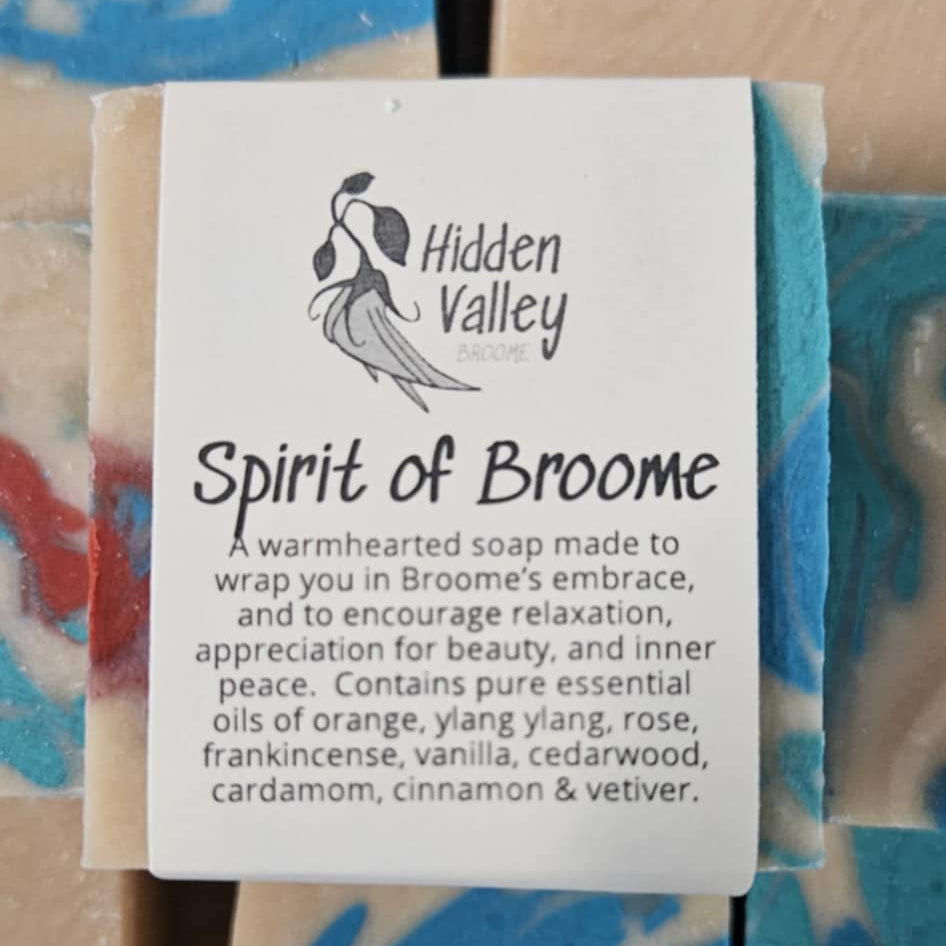 Hidden
Valley
BROOME
Spirit of Broome
A warmhearted soap made to
wrap you in Broome's embrace,
and to encourage relaxation,
appreciation for beauty, and inner
peace.  Contains pure essential
oils of orange, ylang ylang, rose,
frankincense, vanilla, cedarwood,
cardamom, cinnamon & vetiver.